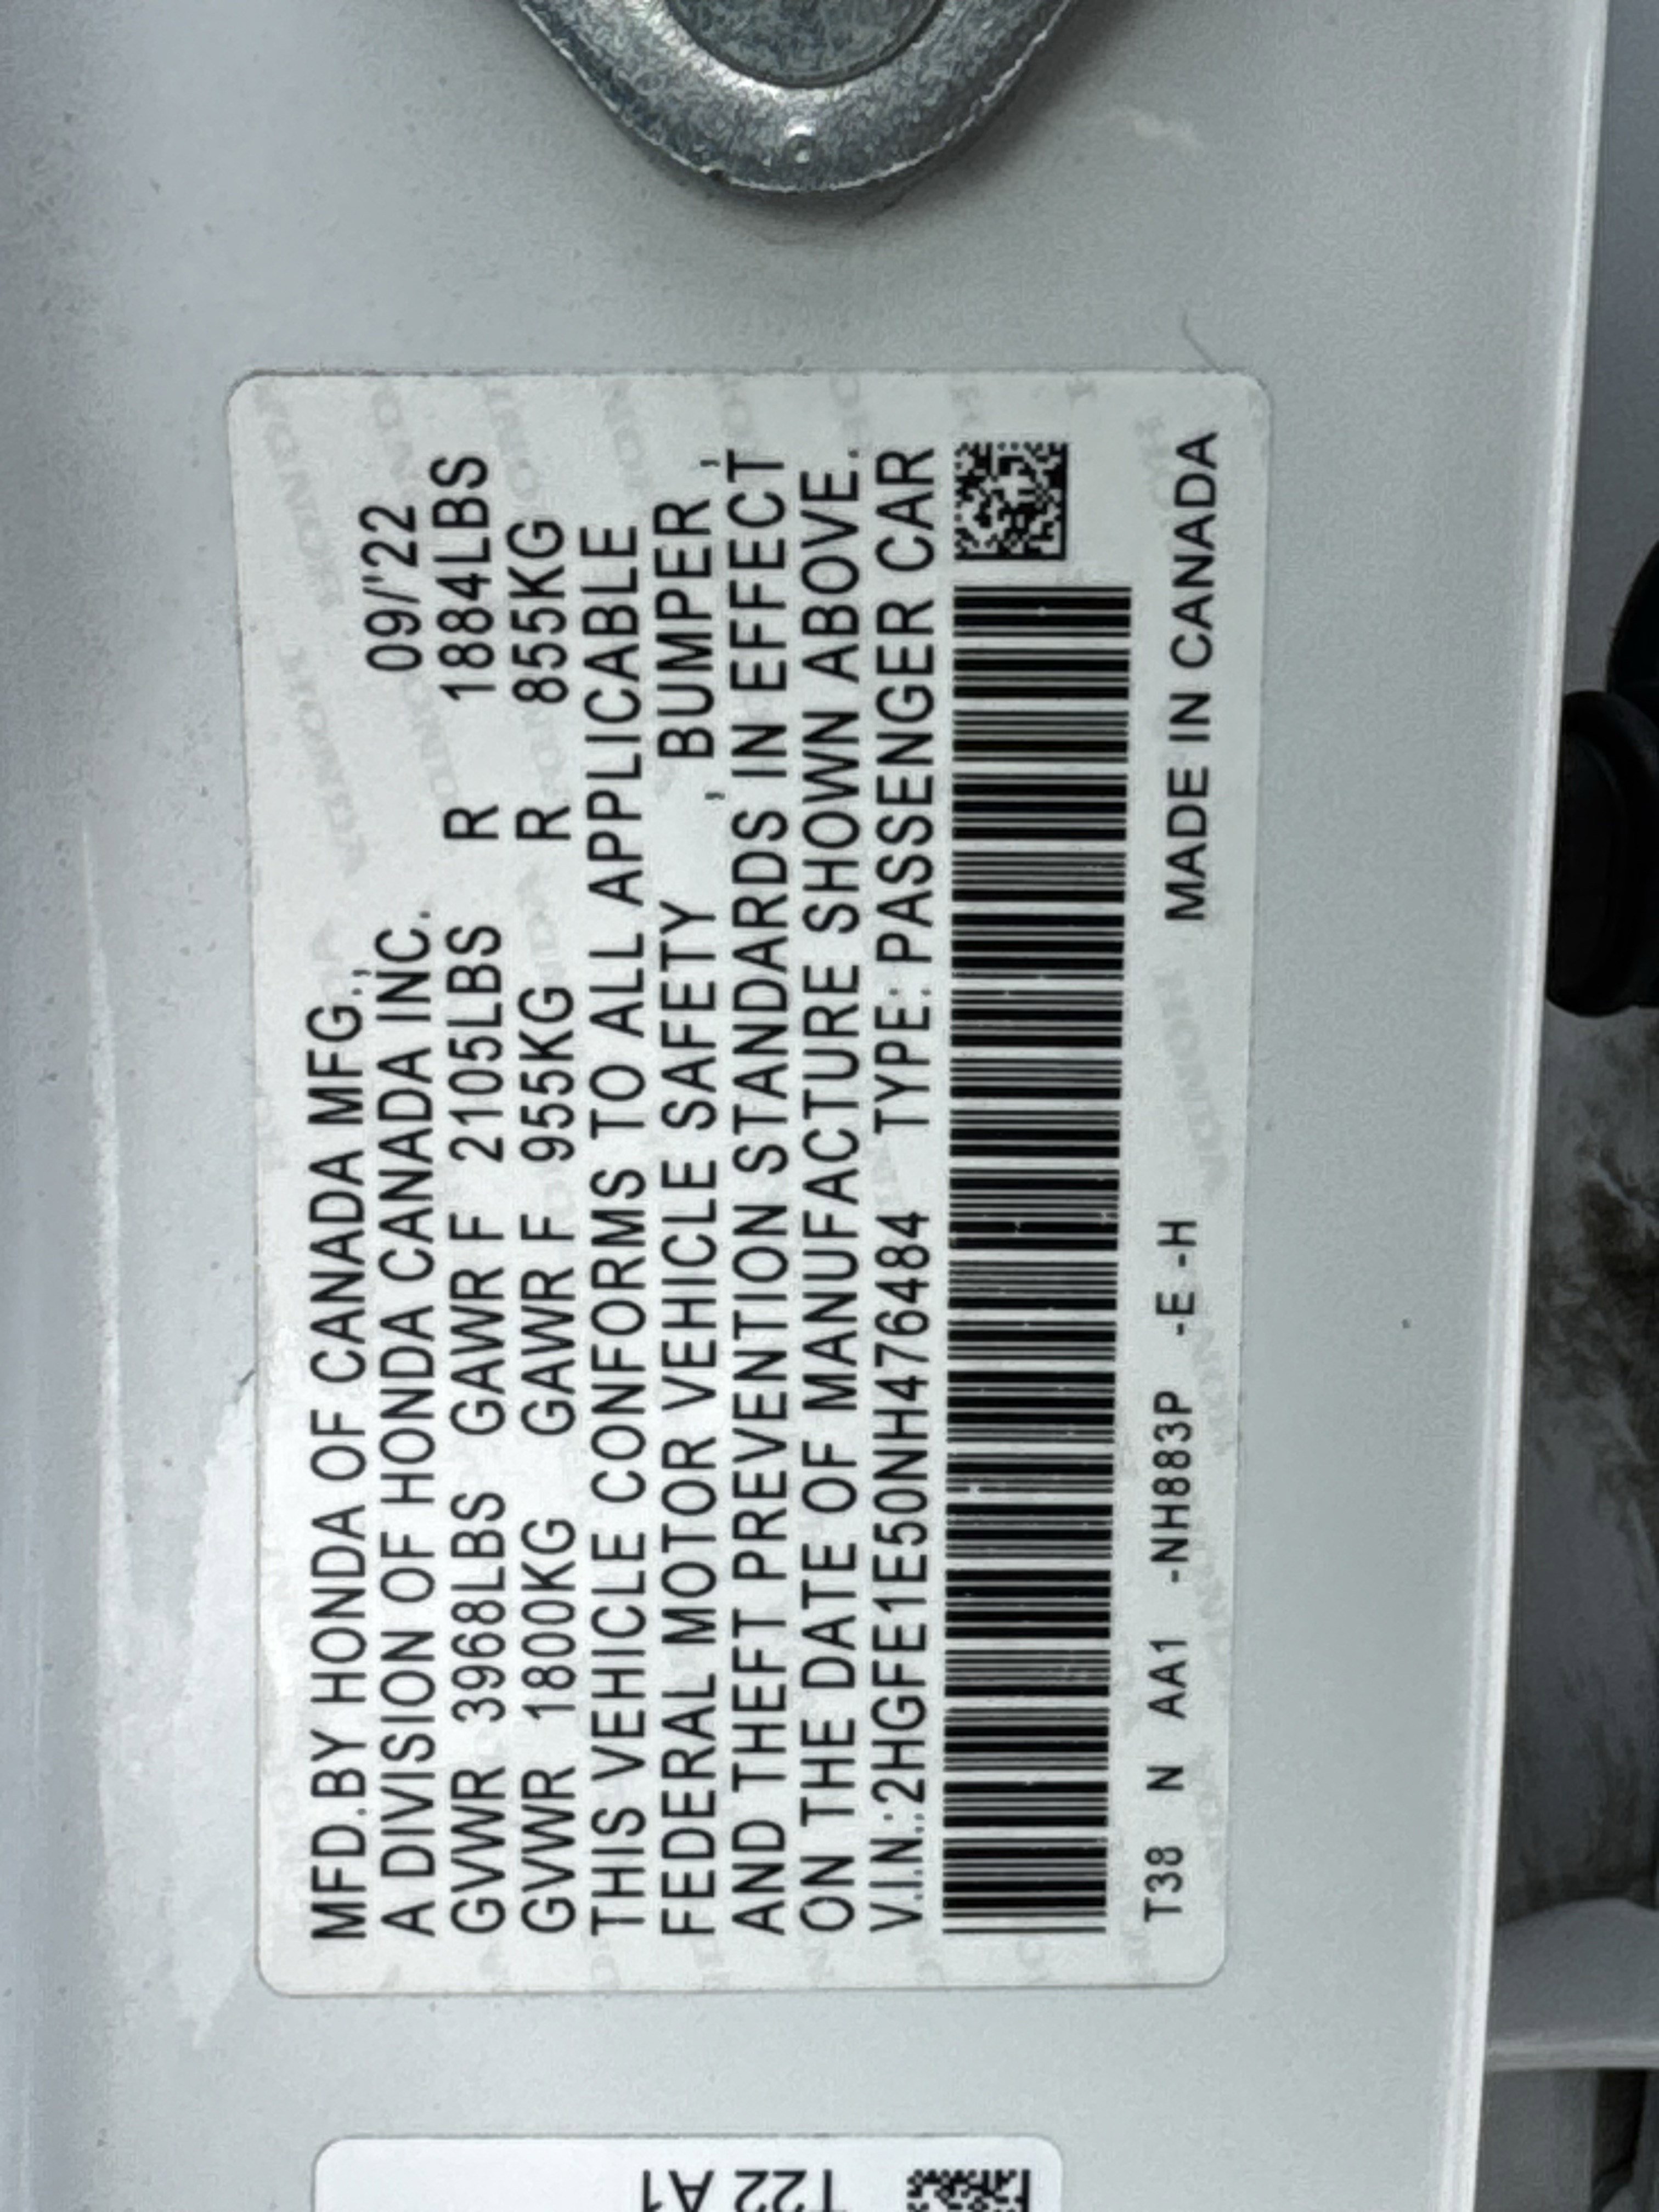 MFD.BY HONDA OF CANADA MFG.,
A DIVISION OF HONDA CANADA INC. 09/'22
GVWR 3968LBS GAWR F 2105LBS R 1884LBS
GVWR 1800KG GAWR F 955KG R 855KG
THIS VEHICLE CONFORMS TO ALL APPLICABLE
FEDERAL MOTOR VEHICLE SAFETY , BUMPER ,
AND THEFT PREVENTION STANDARDS IN EFFECT
ON THE DATE OF MANUFACTURE SHOWN ABOVE.
V.I.N.:2HGFE1E50NH476484 TYPE: PASSENGER CAR
T38 N AA1 -NH883P -E -H MADE IN CANADA
T22 A1